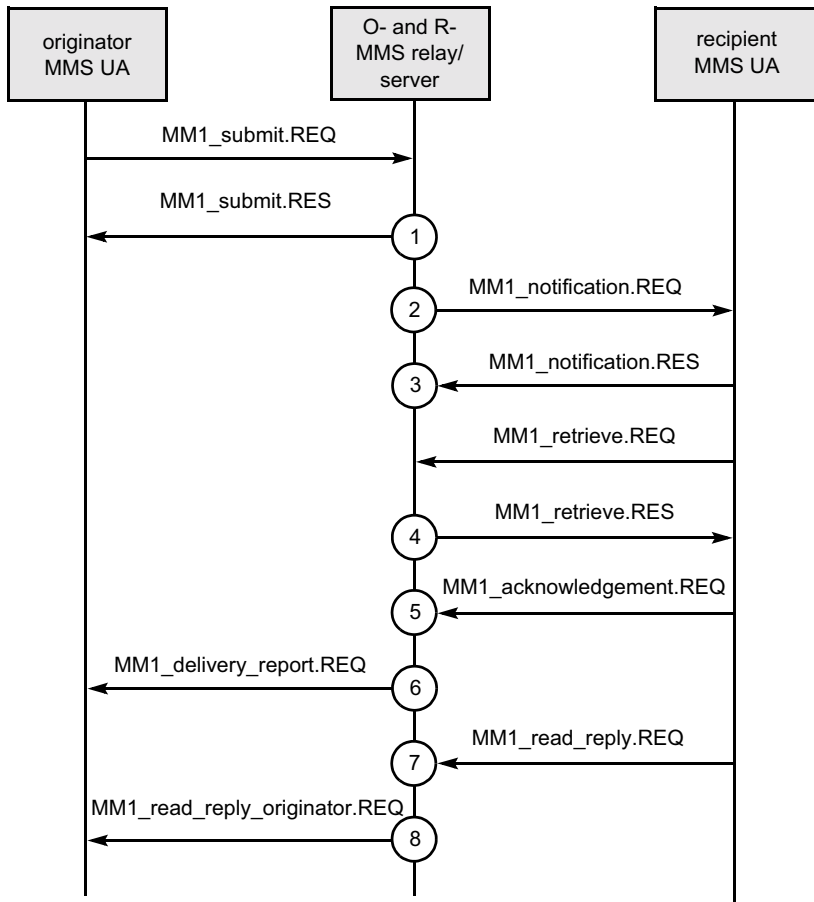 originator
MMS UA
O- and R-
MMS relay/
server
recipient
MMS UA
MM1_submit.REQ
MM1_submit.RES
1
MM1_notification.REQ
2
MM1_notification.RES
3
MM1_retrieve.REQ
MM1_retrieve.RES
4
MM1_acknowledgement.REQ
5
MM1_delivery_report.REQ
6
MM1_read_reply.REQ
7
MM1_read_reply_originator.REQ
8